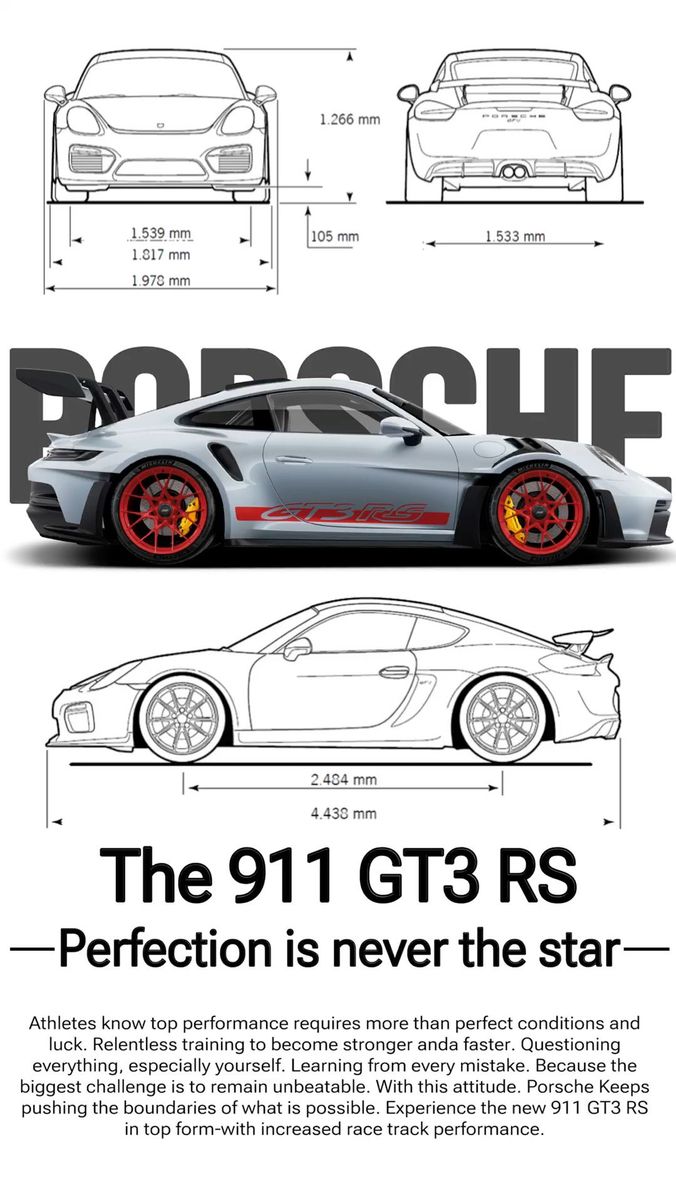 PORSCHE
1.266 mm
105 mm
1.539 mm
1.817 mm
1.978 mm
1.533 mm
PORSCHE
MICHELIN
MICHELIN
GT3 RS
2.484 mm
4.438 mm
The 911 GT3 RS
Perfection is never the star
Athletes know top performance requires more than perfect conditions and
luck. Relentless training to become stronger anda faster. Questioning
everything, especially yourself. Learning from every mistake. Because the
biggest challenge is to remain unbeatable. With this attitude. Porsche Keeps
pushing the boundaries of what is possible. Experience the new 911 GT3 RS
in top form-with increased race track performance.